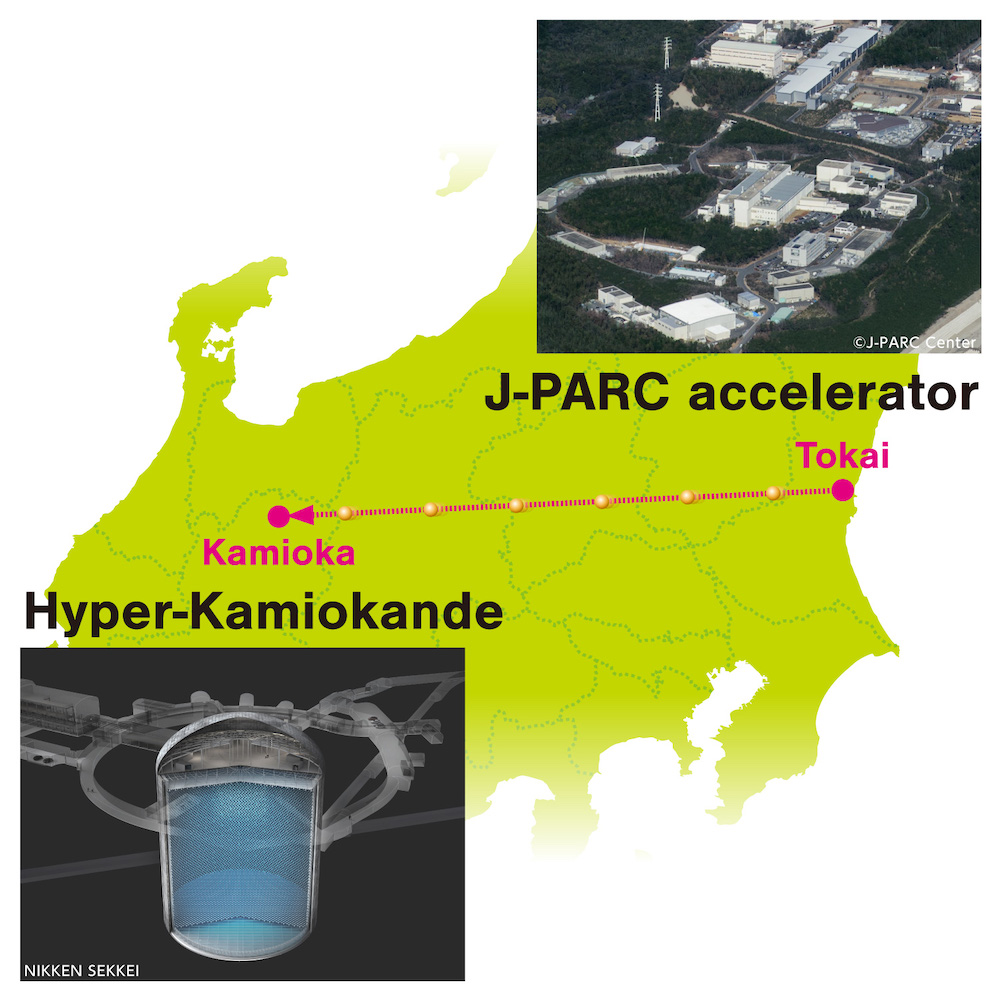 ©J-PARC Center
J-PARC accelerator
Tokai
Kamioka
Hyper-Kamiokande
NIKKEN SEKKEI